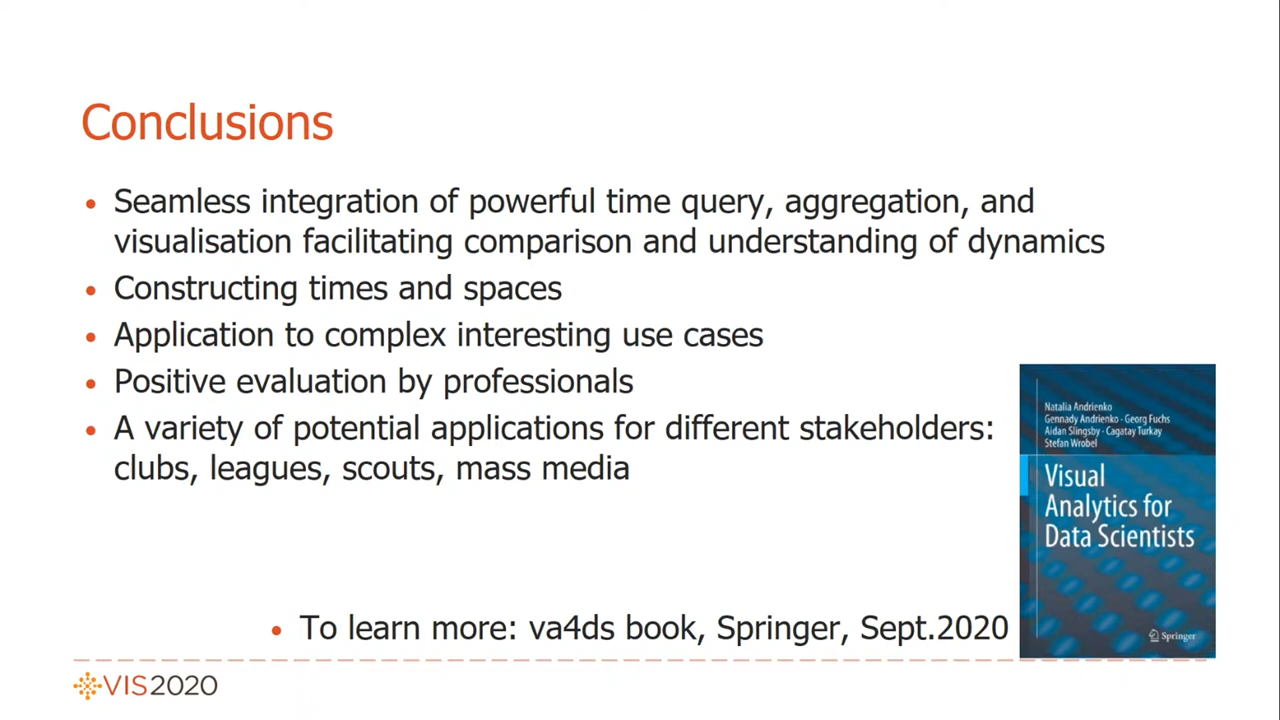 Conclusions
• Seamless integration of powerful time query, aggregation, and
visualisation facilitating comparison and understanding of dynamics
• Constructing times and spaces
• Application to complex interesting use cases
• Positive evaluation by professionals
• A variety of potential applications for different stakeholders:
clubs, leagues, scouts, mass media
Natalia Andrienko
Gennady Andrienko · Georg Fuchs
Aidan Slingsby · Cagatay Turkay
Stefan Wrobel
Visual
Analytics for
Data Scientists
Springer
• To learn more: va4ds book, Springer, Sept.2020
VIS2020